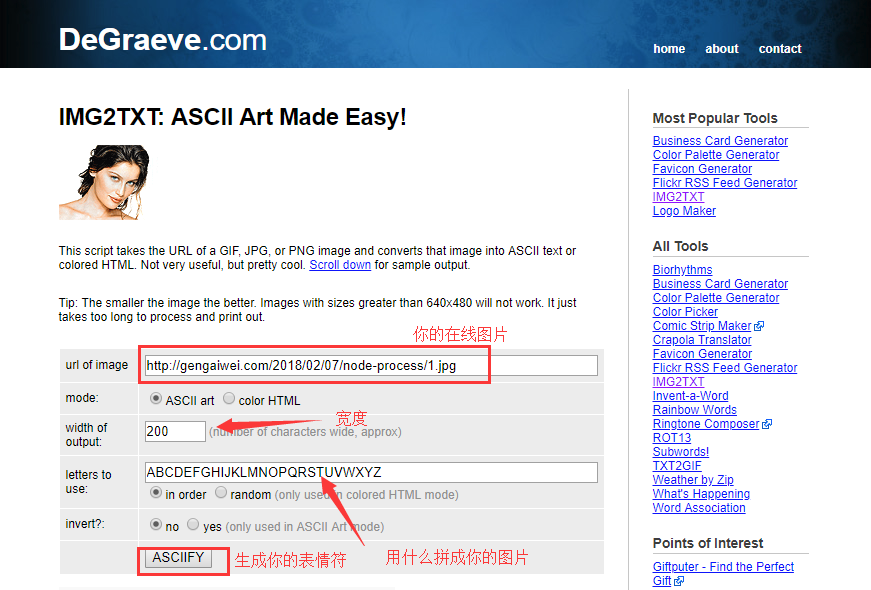 DeGraeve.com
home about contact
IMG2TXT: ASCII Art Made Easy!
This script takes the URL of a GIF, JPG, or PNG image and converts that image into ASCII text or
colored HTML. Not very useful, but pretty cool. Scroll down for sample output.
Tip: The smaller the image the better. Images with sizes greater than 640x480 will not work. It just
takes too long to process and print out.
你的在线图片
url of image http://gengaiwei.com/2018/02/07/node-process/1.jpg
mode: ASCII art color HTML
宽度
width of
output: 200 (number of characters wide, approx)
letters to
use: ABCDEFGHIJKLMNOPQRSTUVWXYZ
in order random (only used in colored HTML mode)
invert?: no yes (only used in ASCII Art mode)
ASCIIFY 生成你的表情符 用什么拼成你的图片
Most Popular Tools
Business Card Generator
Color Palette Generator
Favicon Generator
Flickr RSS Feed Generator
IMG2TXT
Logo Maker
All Tools
Biorhythms
Business Card Generator
Color Palette Generator
Color Picker
Comic Strip Maker
Crapola Translator
Favicon Generator
Flickr RSS Feed Generator
IMG2TXT
Invent-a-Word
Rainbow Words
Ringtone Composer
ROT13
Subwords!
TXT2GIF
Weather by Zip
What's Happening
Word Association
Points of Interest
Giftputer - Find the Perfect
Gift